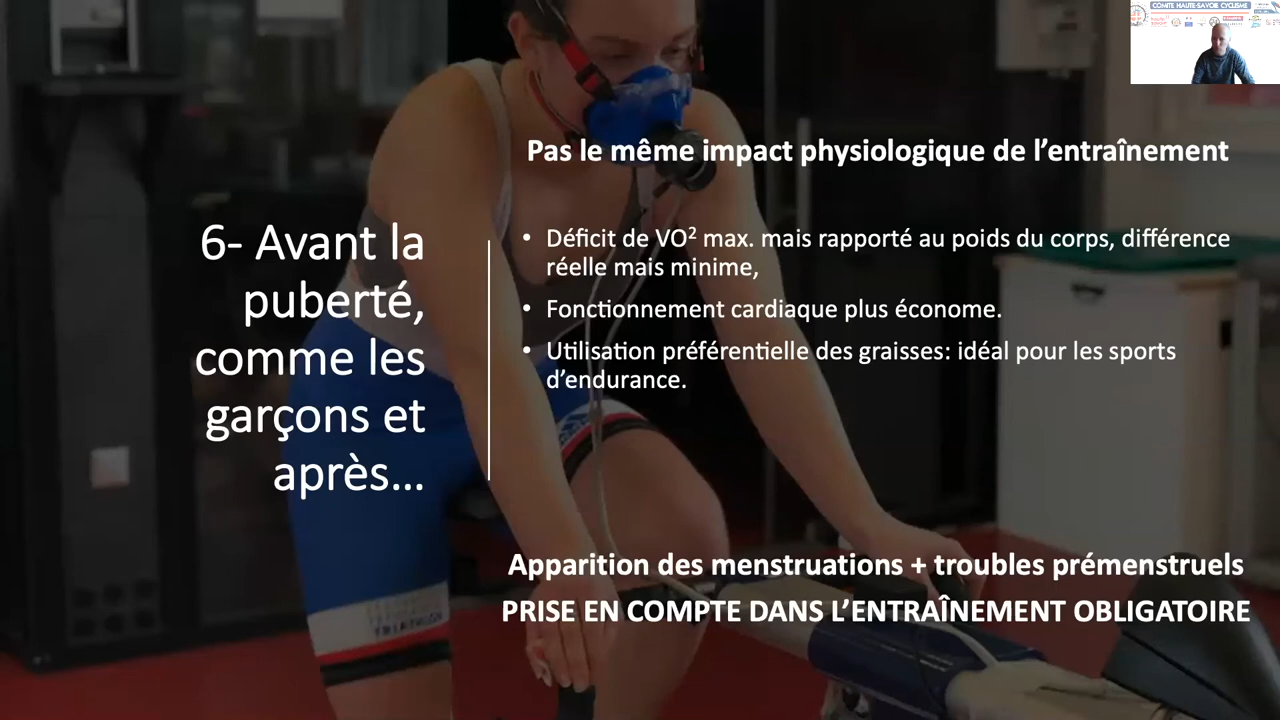 COMITE HAUTE-SAVOIE CYCLISME
Pas le même impact physiologique de l'entraînement
6- Avant la
puberté,
comme les
garçons et
après...
• Déficit de VO² max. mais rapporté au poids du corps, différence
réelle mais minime,
• Fonctionnement cardiaque plus économe.
• Utilisation préférentielle des graisses: idéal pour les sports
d'endurance.
Apparition des menstruations + troubles prémenstruels
PRISE EN COMPTE DANS L'ENTRAÎNEMENT OBLIGATOIRE
TRIATHLON